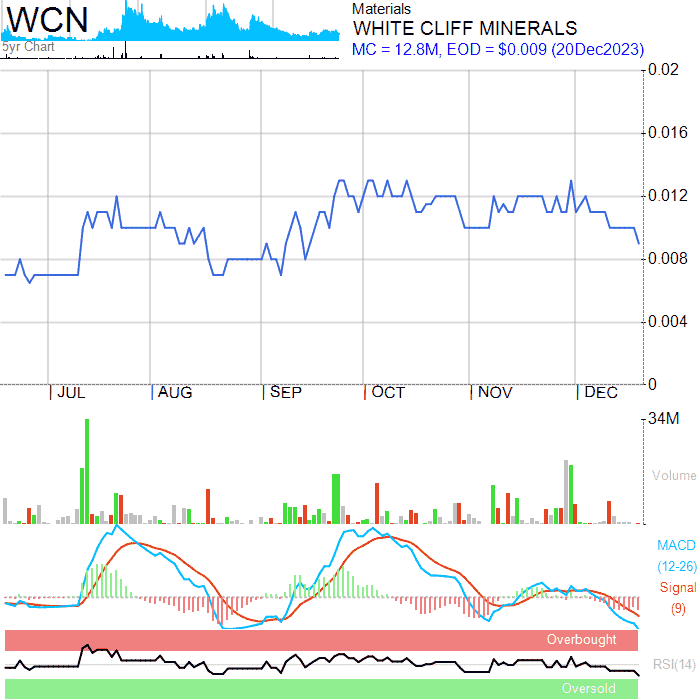 WCN
5yr Chart
Materials
WHITE CLIFF MINERALS
MC = 12.8M, EOD = $0.009 (20Dec2023)
0.02
0.016
0.012
0.008
0.004
0
JUL AUG SEP OCT NOV DEC
34M
Volume
MACD
(12-26)
Signal
(9)
Overbought
RSI(14)
Oversold